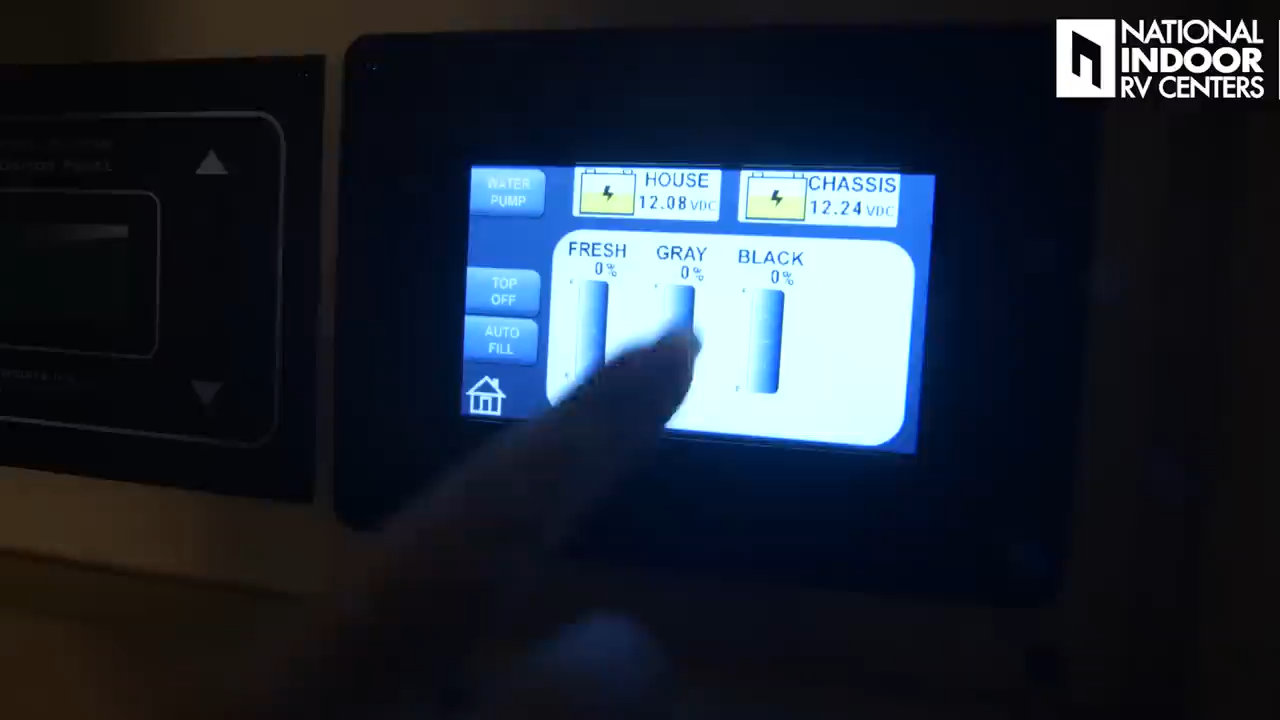 NATIONAL
INDOOR
RV CENTERS
WATER
PUMP
HOUSE
12.08 VDC
CHASSIS
12.24 VDC
FRESH
0%
GRAY
0%
BLACK
0%
TOP
OFF
AUTO
FILL